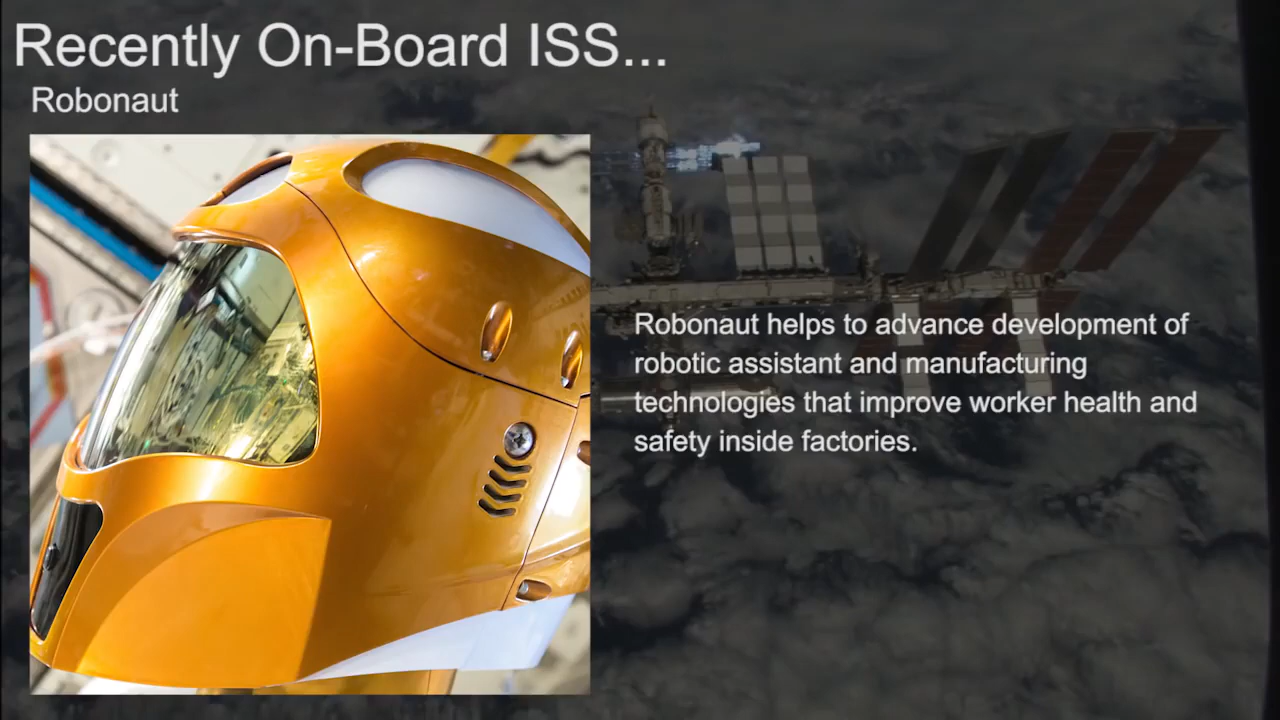 Recently On-Board ISS...
Robonaut
Robonaut helps to advance development of
robotic assistant and manufacturing
technologies that improve worker health and
safety inside factories.